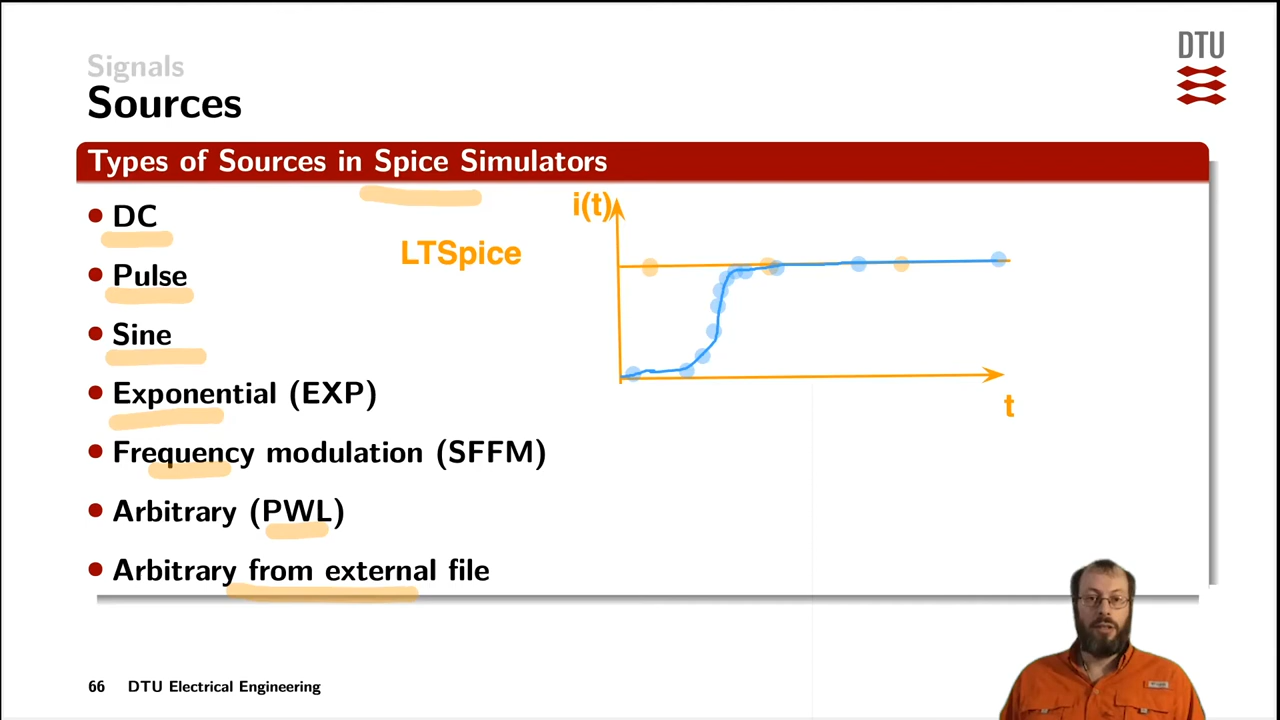 Signals
Sources
DTU
Types of Sources in Spice Simulators
DC
Pulse
Sine
Exponential (EXP)
Frequency modulation (SFFM)
Arbitrary (PWL)
Arbitrary from external file
LTSpice
i(t)
t
66 DTU Electrical Engineering